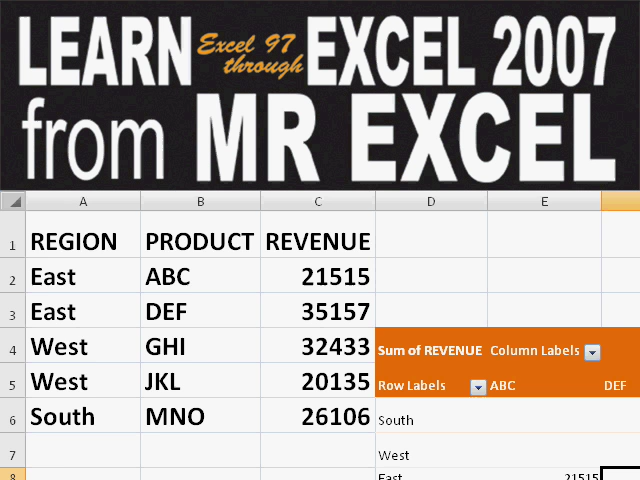 LEARN Excel 97 through EXCEL 2007
from MR EXCEL
A B C D E
1 REGION PRODUCT REVENUE
2 East ABC 21515
3 East DEF 35157
4 West GHI 32433 Sum of REVENUE Column Labels
5 West JKL 20135 Row Labels ABC DEF
6 South MNO 26106 South
7 West
8 East 21515